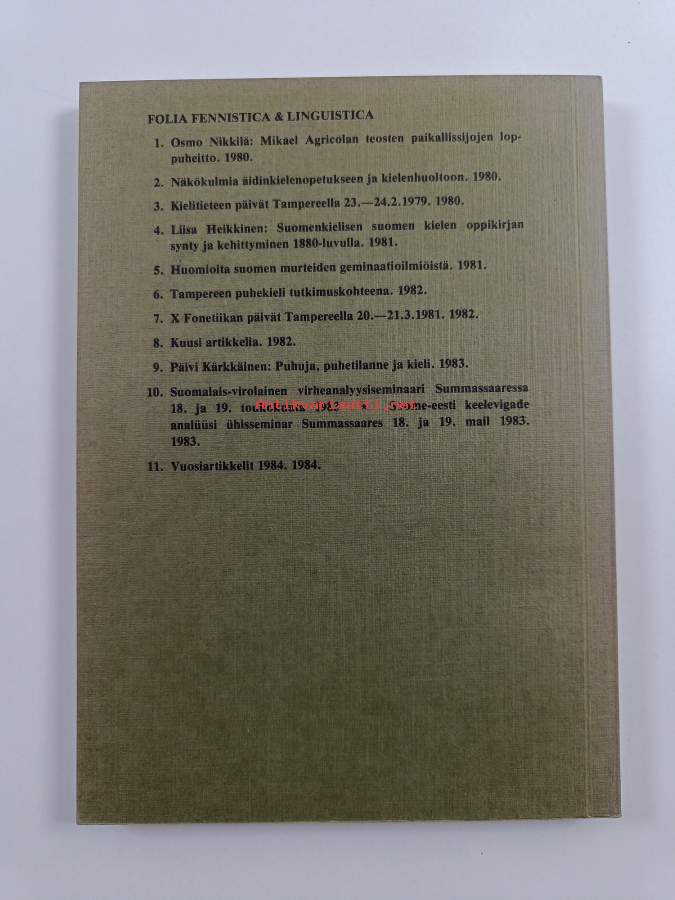 FOLIA FENNISTICA & LINGUISTICA
1. Osmo Nikkilä: Mikael Agricolan teosten paikallissijojen lop-
puheitto. 1980.
2. Näkökulmia äidinkielenopetukseen ja kielenhuoltoon. 1980.
3. Kielitieteen päivät Tampereella 23.—24.2.1979. 1980.
4. Liisa Heikkinen: Suomenkielisen suomen kielen oppikirjan
synty ja kehittyminen 1880-luvulla. 1981.
5. Huomioita suomen murteiden geminaatioilmiöistä. 1981.
6. Tampereen puhekieli tutkimuskohteena. 1982.
7. X Fonetiikan päivät Tampereella 20.—21.3.1981. 1982.
8. Kuusi artikkelia. 1982.
9. Päivi Kärkkäinen: Puhuja, puhetilanne ja kieli. 1983.
10. Suomalais-virolainen virheanalyysiseminaari Summassaaressa
18. ja 19. toukokuuta Soome-eesti keelevigade
analüüsi ühisseminar Summassaares 18. ja 19. mail 1983.
1983.
11. Vuosiartikkelit 1984. 1984.